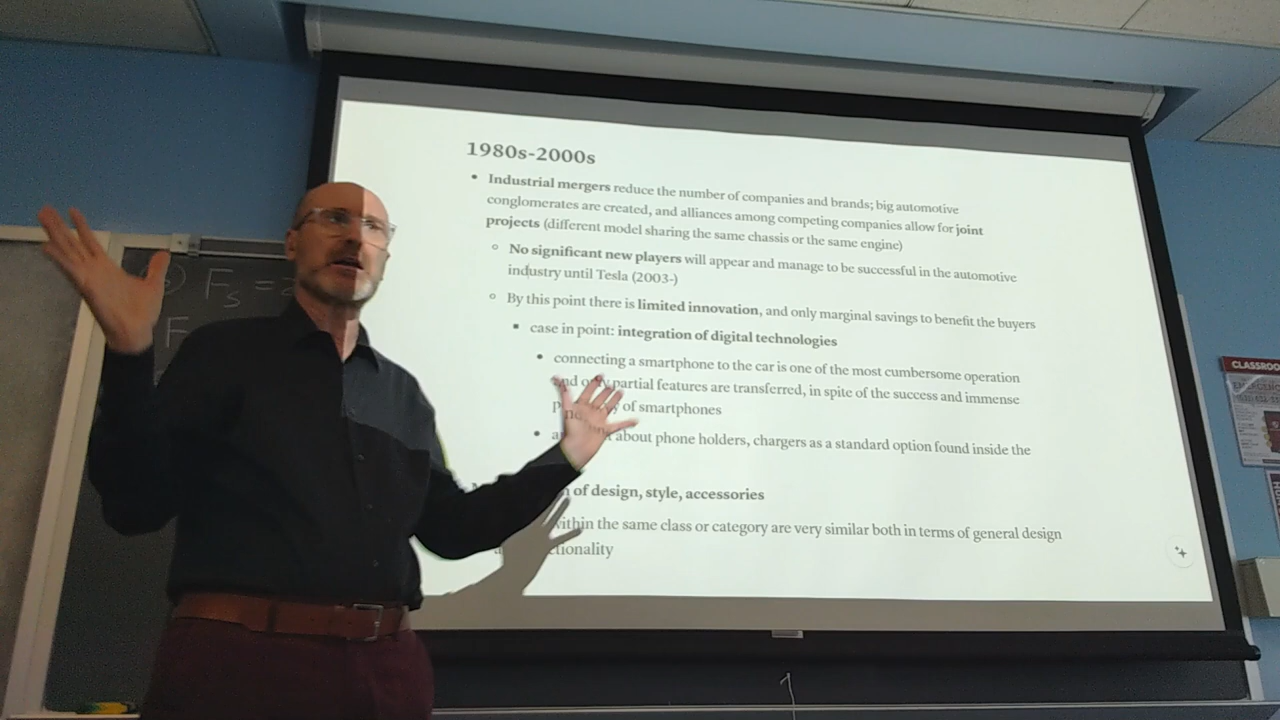 1980s-2000s
• Industrial mergers reduce the number of companies and brands; big automotive
conglomerates are created, and alliances among competing companies allow for joint
projects (different model sharing the same chassis or the same engine)
◦ No significant new players will appear and manage to be successful in the automotive
industry until Tesla (2003-)
◦ By this point there is limited innovation, and only marginal savings to benefit the buyers
▪ case in point: integration of digital technologies
• connecting a smartphone to the car is one of the most cumbersome operation
partial features are transferred, in spite of the success and immense
of smartphones
• about phone holders, chargers as a standard option found inside the
of design, style, accessories
within the same class or category are very similar both in terms of general design
F_s =
F
CLASSROO